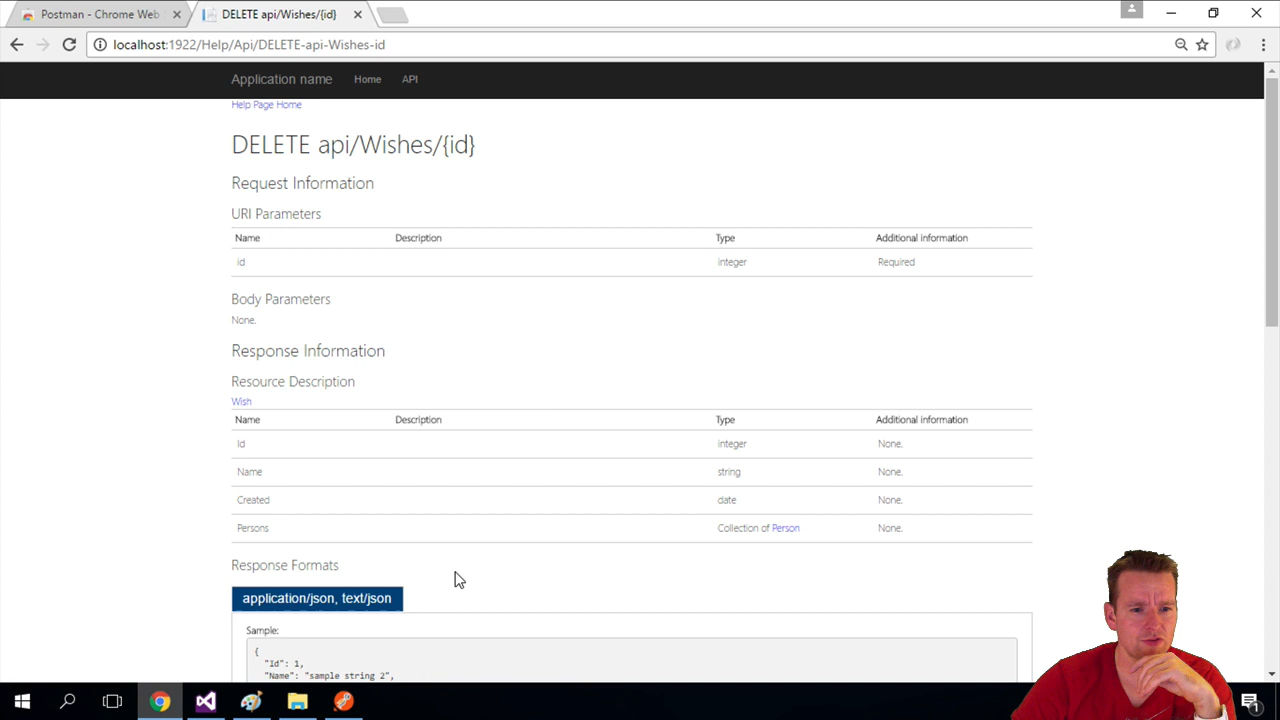 Postman - Chrome Web
DELETE api/Wishes/{id}
localhost:1922/Help/Api/DELETE-api-Wishes-id
Application name Home API
Help Page Home
DELETE api/Wishes/{id}
Request Information
URI Parameters
Name Description Type Additional information
id integer Required
Body Parameters
None.
Response Information
Resource Description
Wish
Name Description Type Additional information
Id integer None.
Name string None.
Created date None.
Persons Collection of Person None.
Response Formats
application/json, text/json
Sample:
{
"Id": 1,
"Name": "sample string 2",
1